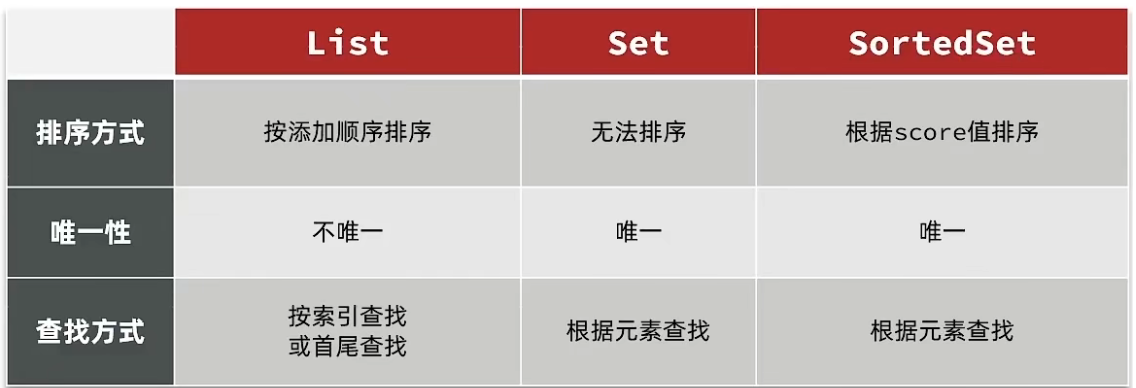 List Set SortedSet
排序方式 按添加顺序排序 无法排序 根据score值排序
唯一性 不唯一 唯一 唯一
查找方式 按索引查找
或首尾查找 根据元素查找 根据元素查找